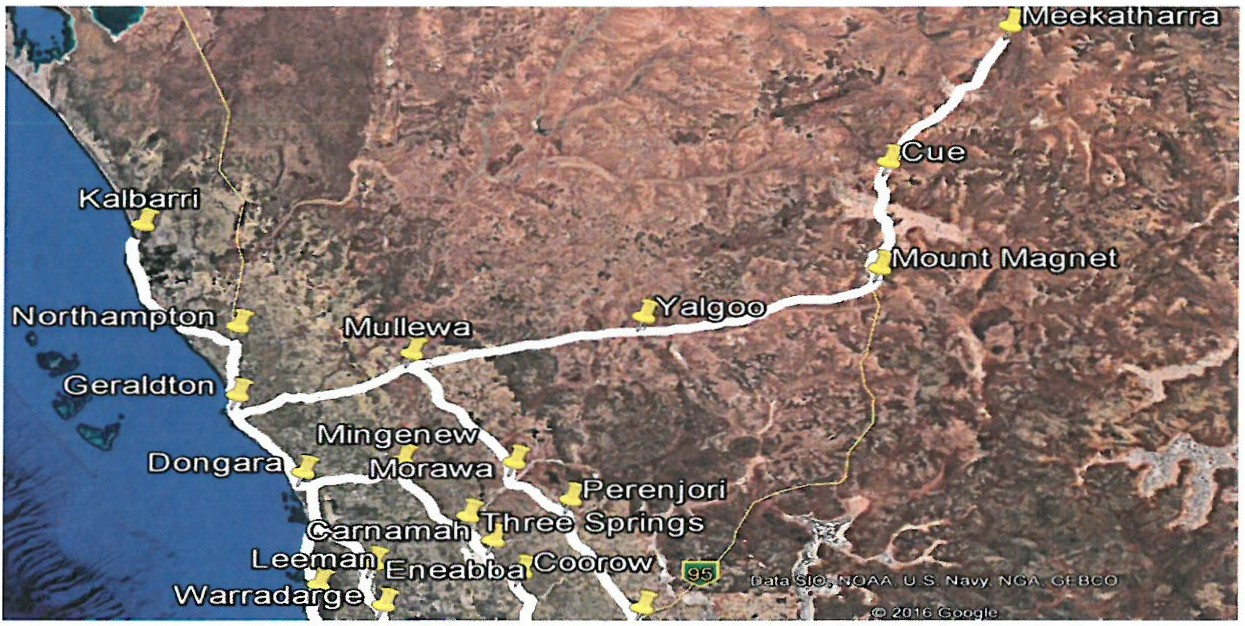 Meekatharra
Cue
Kalbarri
Mount Magnet
Yalgoo
Northampton
Mullewa
Geraldton
Mingenew
Dongara
Morawa
Perenjori
Carnamah
Three Springs
Leeman
Eneabba
Coorow
95
Data SIO, NOAA, U.S. Navy, NGA, GEBCO
Warradarge
© 2016 Google